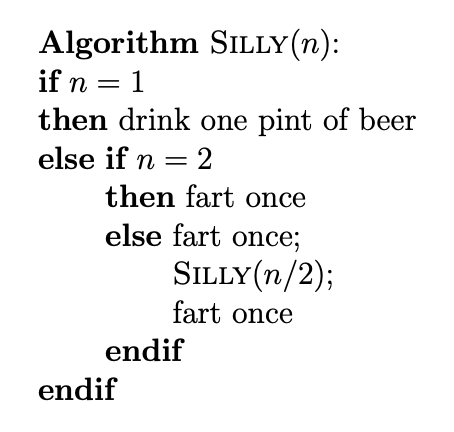 Algorithm SILLY(n):
if n = 1
then drink one pint of beer
else if n = 2
then fart once
else fart once;
SILLY(n/2);
fart once
endif
endif